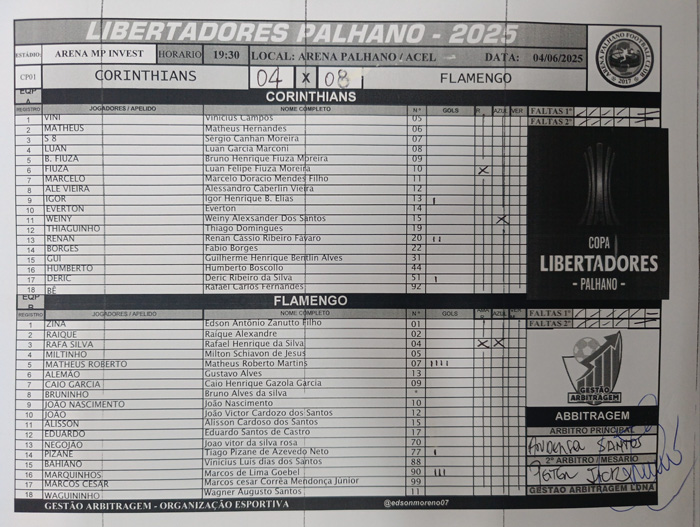 LIBERTADORES PALHANO - 2025
ESTÁDIO: ARENA MP INVEST HORARIO 19:30 LOCAL: ARENA PALHANO / ACEL DATA: 04/06/2025
CP01 CORINTHIANS 04 X 08 FLAMENGO
CORINTHIANS
REGISTRO JOGADORES / APELIDO NOME COMPLETO Nº GOLS AZUL VER FALTAS 1º
FALTAS 2º
1 VINI Vinicius Campos 05
2 MATHEUS Matheus Hernandes 06
3 S 8 Sergio Canhan Moreira 07
4 LUAN Luan Garcia Marconi 08
5 B. FIUZA Bruno Henrique Fiuza Moreira 09
6 FIUZA Luan Felipe Fiuza Moreira 10 X
7 MARCELO Marcelo Doracio Mendes Filho 11
8 ALE VIEIRA Alessandro Caberlin Vieira 12
9 IGOR Igor Henrique B. Elias 13 I
10 EVERTON Everton 14
11 WEINY Weiny Alexsander Dos Santos 15 X
12 THIAGUINHO Thiago Domingues 19
13 RENAN Renan Cássio Ribeiro Favaro 20 II
14 BORGES Fabio Borges 22
15 GUI Guilherme Henrique Bentlin Alves 31
16 HUMBERTO Humberto Boscollo 44
17 DERIC Deric Ribeiro da Silva 51 I
18 BÊ Rafael Carlos Fernandes 92
COPA
LIBERTADORES
- PALHANO -
FLAMENGO
REGISTRO JOGADORES / APELIDO NOME COMPLETO Nº GOLS AZUL VER FALTAS 1º
FALTAS 2º
1 ZINA Edson Antônio Zanutto Filho 01
2 RAIQUE Raique Alexandre 02
3 RAFA SILVA Rafael Henrique da Silva 04 X X
4 MILTINHO Milton Schiavon de Jesus 05
5 MATHEUS ROBERTO Matheus Roberto Martins 07 IIII
6 ALEMÃO Gustavo Alves 13
7 CAIO GARCIA Caio Henrique Gazola Garcia 09
8 BRUNINHO Bruno Alves da silva *
9 JOÃO NASCIMENTO João Nascimento 10
10 JOÃO João Victor Cardozo dos Santos 12
11 ALISSON Alisson Cardoso dos Santos 15
12 EDUARDO Eduardo Santos de Castro 17
13 NEGOJÃO Joao vitor da silva rosa 70
14 PIZANE Tiago Pizane de Azevedo Neto 77 I
15 BAHIANO Vinicius Luis dias dos Santos 88
16 MARQUINHOS Marcos de Lima Goebel 90 III
17 MARCOS CESAR Marcos cesar Corrêa Mendonça Júnior 99
18 WAGUININHO Wagner Augusto Santos 11
GESTÃO
ARBITRAGEM
ABBITRAGEM
ARBITRO PRINCIPAL
ANDERSON SANTOS
2º ARBITRO / MESÁRIO
GESTÃO ARBITRAGEM LDNA
GESTÃO ARBITRAGEM - ORGANIZAÇÃO ESPORTIVA @edsonmoreno07